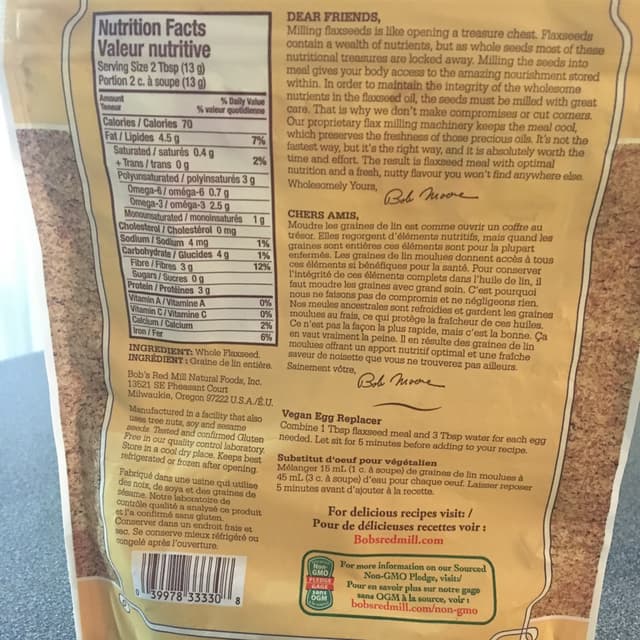 Nutrition Facts
Valeur nutritive
Serving Size 2 Tbsp (13 g)
Portion 2 c. à soupe (13 g)
Amount % Daily Value
Teneur % valeur quotidienne
Calories / Calories 70
Fat / Lipides 4.5 g 7%
Saturated / saturés 0.4 g
+ Trans / trans 0 g 2%
Polyunsaturated / polyinsaturés 3 g
Omega-6 / oméga-6 0.7 g
Omega-3 / oméga-3 2.5 g
Monounsaturated / monoinsaturés 1 g
Cholesterol / Cholestérol 0 mg
Sodium / Sodium 4 mg 1%
Carbohydrate / Glucides 4 g 1%
Fibre / Fibres 3 g 12%
Sugars / Sucres 0 g
Protein / Protéines 3 g
Vitamin A / Vitamine A 0%
Vitamin C / Vitamine C 0%
Calcium / Calcium 2%
Iron / Fer 6%
INGREDIENT: Whole Flaxseed.
INGRÉDIENT: Graine de lin entière.
Bob's Red Mill Natural Foods, Inc.
13521 SE Pheasant Court
Milwaukie, Oregon 97222 U.S.A./É.U.
Manufactured in a facility that also
uses tree nuts, soy and sesame
seeds. Tested and confirmed Gluten
Free in our quality control laboratory.
Store in a cool dry place. Keeps best
refrigerated or frozen after opening.
Fabriqué dans une usine qui utilise
des noix, de soya et des graines de
sésame. Notre laboratoire de
contrôle qualité a analysé ce produit
et l'a confirmé sans gluten.
Conserver dans un endroit frais et
sec. Se conserve mieux réfrigéré ou
congelé après l'ouverture.
0 39978 33330 8
DEAR FRIENDS,
Milling flaxseeds is like opening a treasure chest. Flaxseeds
contain a wealth of nutrients, but as whole seeds most of these
nutritional treasures are locked away. Milling the seeds into
meal gives your body access to the amazing nourishment stored
within. In order to maintain the integrity of the wholesome
nutrients in the flaxseed oil, the seeds must be milled with great
care. That is why we don't make compromises or cut corners.
Our proprietary flax milling machinery keeps the meal cool,
which preserves the freshness of those precious oils. It's not the
fastest way, but it's the right way, and it is absolutely worth the
time and effort. The result is flaxseed meal with optimal
nutrition and a fresh, nutty flavour you won't find anywhere else.
Wholesomely Yours,
Bob Moore
CHERS AMIS,
Moudre les graines de lin est comme ouvrir un coffre au
trésor. Elles regorgent d'éléments nutritifs, mais quand les
graines sont entières ces éléments sont pour la plupart
enfermés. Les graines de lin moulues donnent accès à tous
ces éléments si bénéfiques pour la santé. Pour conserver
l'intégrité de ces éléments complets dans l'huile de lin, il
faut moudre les graines avec grand soin. C'est pourquoi
nous ne faisons pas de compromis et ne négligeons rien.
Nos meules ancestrales sont refroidies et gardent les graines
moulues au frais, ce qui protège la fraîcheur de ces huiles.
Ce n'est pas la façon la plus rapide, mais c'est la bonne. Ça
en vaut vraiment la peine. Il en résulte des graines de lin
moulues offrant un apport nutritif optimal et une fraîche
saveur de noisette que vous ne trouverez pas ailleurs.
Sainement vôtre,
Bob Moore
Vegan Egg Replacer
Combine 1 Tbsp flaxseed meal and 3 Tbsp water for each egg
needed. Let sit for 5 minutes before adding to your recipe.
Substitut d'oeuf pour végétalien
Mélanger 15 mL (1 c. à soupe) de graines de lin moulues à
45 mL (3 c. à soupe) d'eau pour chaque oeuf. Laisser reposer
5 minutes avant d'ajouter à la recette.
For delicious recipes visit: /
Pour de délicieuses recettes voir :
Bobsredmill.com
Non-
GMO
PLEDGE
GAGE
sans
OGM
For more information on our Sourced
Non-GMO Pledge, visit:/
Pour en savoir plus sur notre gage
sans OGM à la source, voir :
bobsredmill.com/non-gmo